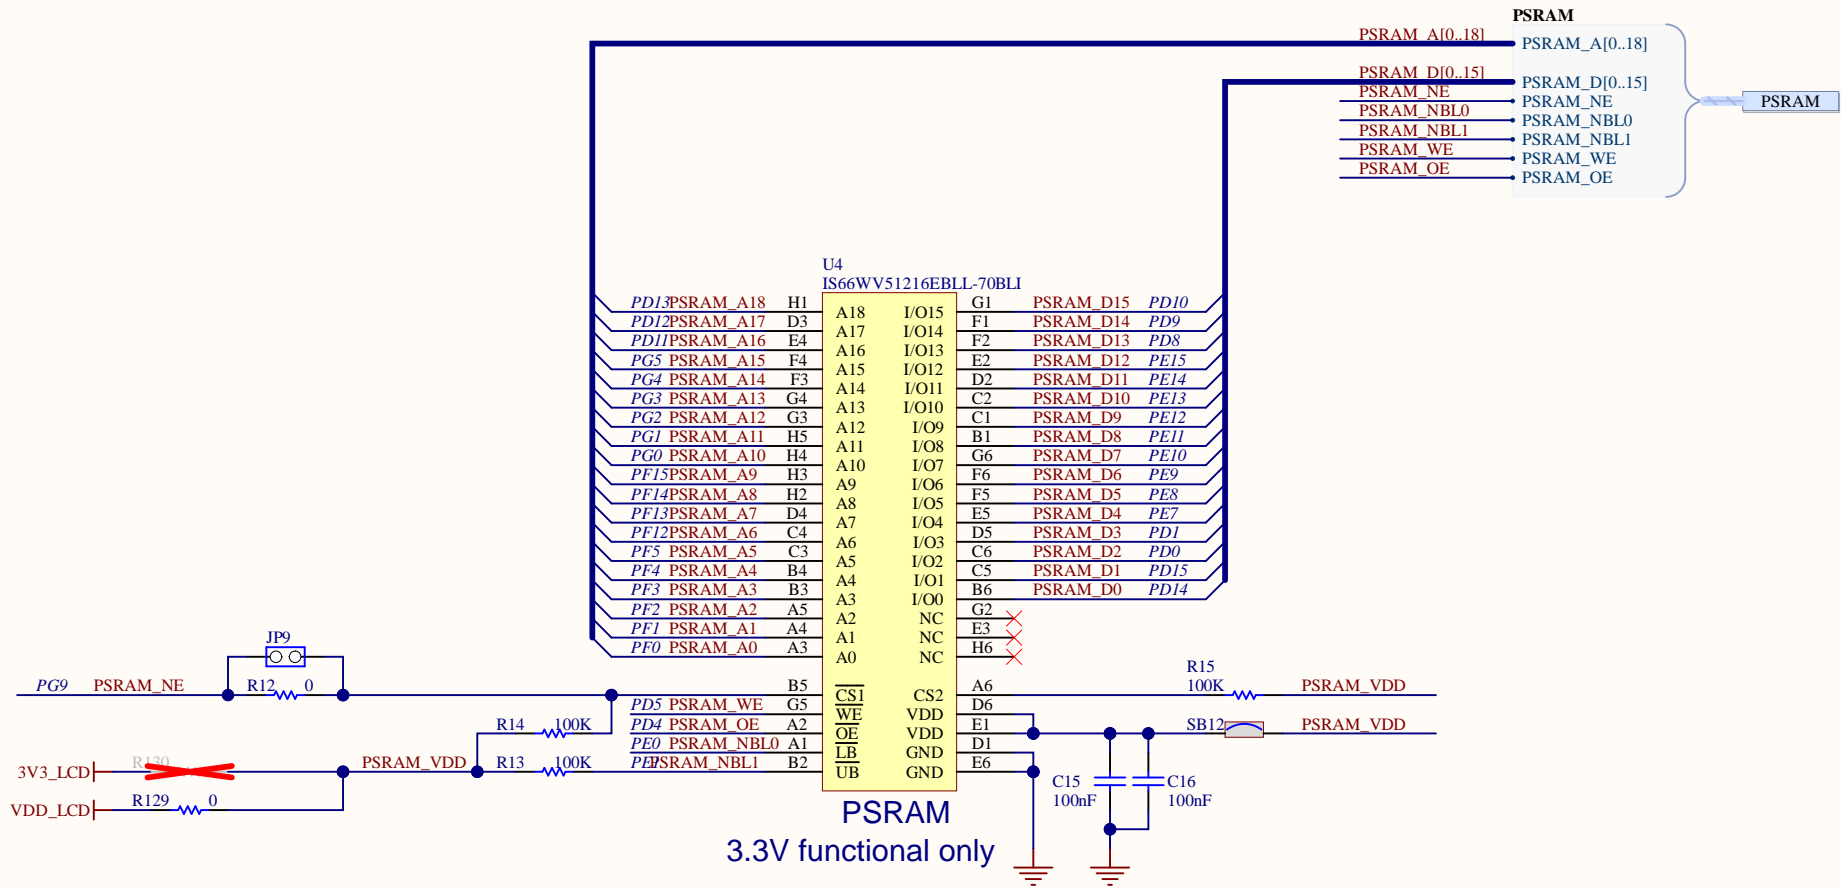 PSRAM
PSRAM_A[0..18] PSRAM_A[0..18]
PSRAM_D[0..15] PSRAM_D[0..15]
PSRAM_NE PSRAM_NE
PSRAM PSRAM_NBL0 PSRAM_NBL0
PSRAM_NBL1 PSRAM_NBL1
PSRAM_WE PSRAM_WE
PSRAM_OE PSRAM_OE
U4
IS66WV51216EBLL-70BLI
PD13 PSRAM_A18 H1 A18 I/O15 G1 PSRAM_D15 PD10
PD12 PSRAM_A17 D3 A17 I/O14 F1 PSRAM_D14 PD9
PD11 PSRAM_A16 E4 A16 I/O13 F2 PSRAM_D13 PD8
PG5 PSRAM_A15 F4 A15 I/O12 E2 PSRAM_D12 PE15
PG4 PSRAM_A14 F3 A14 I/O11 D2 PSRAM_D11 PE14
PG3 PSRAM_A13 G4 A13 I/O10 C2 PSRAM_D10 PE13
PG2 PSRAM_A12 G3 A12 I/O9 C1 PSRAM_D9 PE12
PG1 PSRAM_A11 H5 A11 I/O8 B1 PSRAM_D8 PE11
PG0 PSRAM_A10 H4 A10 I/O7 G6 PSRAM_D7 PE10
PF15 PSRAM_A9 H3 A9 I/O6 F6 PSRAM_D6 PE9
PF14 PSRAM_A8 H2 A8 I/O5 F5 PSRAM_D5 PE8
PF13 PSRAM_A7 D4 A7 I/O4 E5 PSRAM_D4 PE7
PF12 PSRAM_A6 C4 A6 I/O3 D5 PSRAM_D3 PD1
PF5 PSRAM_A5 C3 A5 I/O2 C6 PSRAM_D2 PD0
PF4 PSRAM_A4 B4 A4 I/O1 C5 PSRAM_D1 PD15
PF3 PSRAM_A3 B3 A3 I/O0 B6 PSRAM_D0 PD14
PF2 PSRAM_A2 A5 A2 NC G2
PF1 PSRAM_A1 A4 A1 NC E3
PF0 PSRAM_A0 A3 A0 NC H6
JP9
R15
PG9 PSRAM_NE R12 0 B5 CS1 CS2 A6 100K PSRAM_VDD
PD5 PSRAM_WE G5 WE VDD D6
R14 100K PD4 PSRAM_OE A2 OE VDD E1 SB12 PSRAM_VDD
PE0 PSRAM_NBL0 A1 LB GND D1
3V3_LCD R130 PSRAM_VDD R13 100K PE1 PSRAM_NBL1 B2 UB GND E6
C15 C16
VDD_LCD R129 0 100nF 100nF
PSRAM
3.3V functional only